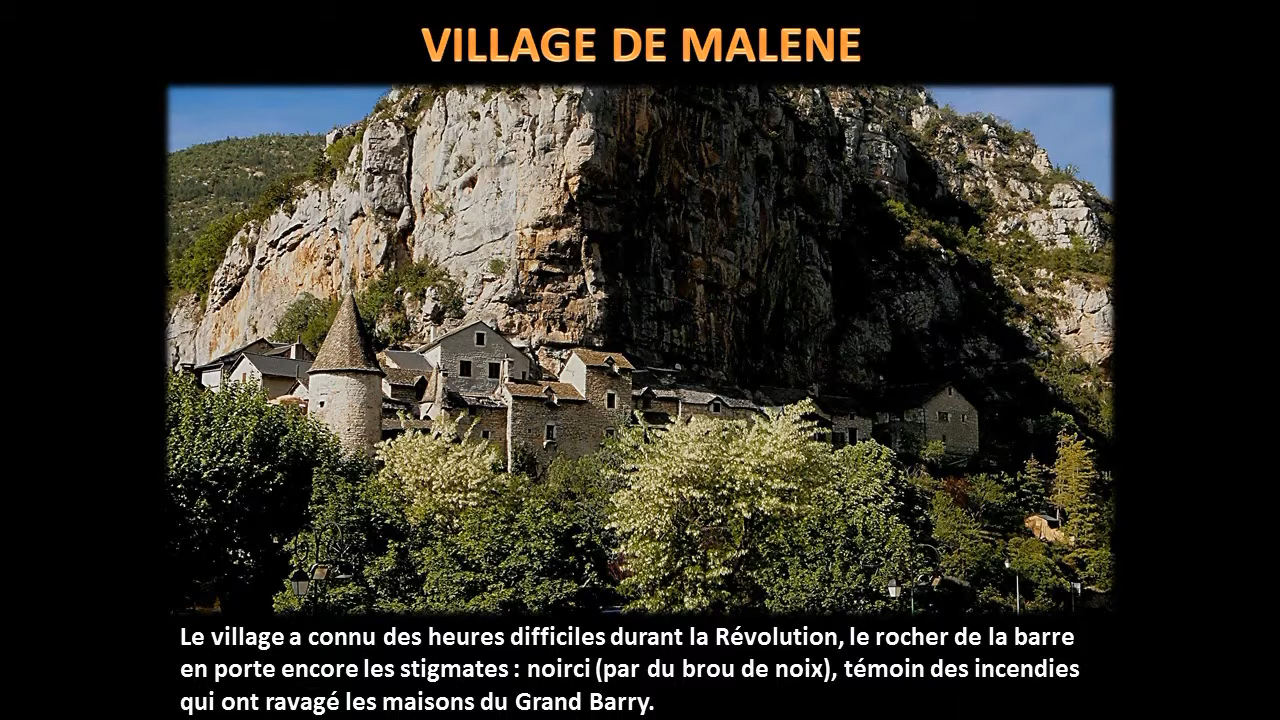 VILLAGE DE MALENE
Le village a connu des heures difficiles durant la Révolution, le rocher de la barre
en porte encore les stigmates : noirci (par du brou de noix), témoin des incendies
qui ont ravagé les maisons du Grand Barry.